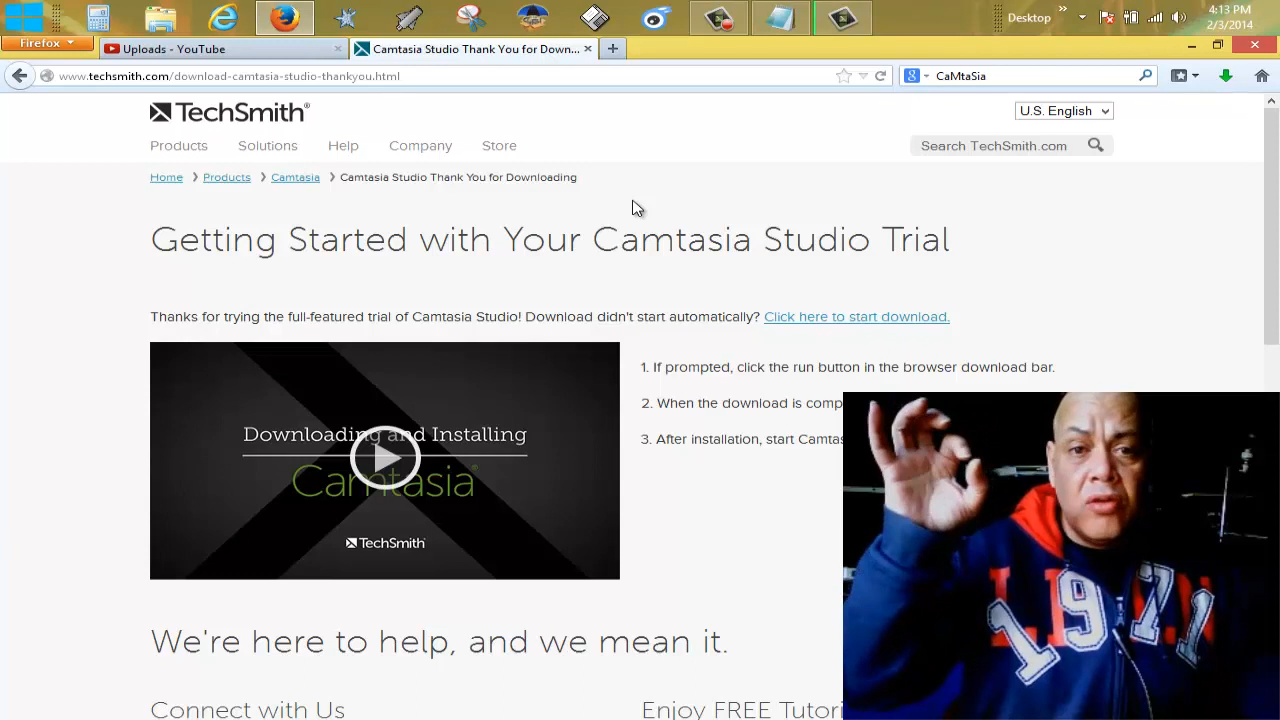 4:13 PM
Desktop
2/3/2014
Firefox
Uploads - YouTube
Camtasia Studio Thank You for Down...
www.techsmith.com/download-camtasia-studio-thankyou.html
CaMtaSia
TechSmith®
U.S. English
Products Solutions Help Company Store
Search TechSmith.com
Home > Products > Camtasia > Camtasia Studio Thank You for Downloading
Getting Started with Your Camtasia Studio Trial
Thanks for trying the full-featured trial of Camtasia Studio! Download didn't start automatically? Click here to start download.
1. If prompted, click the run button in the browser download bar.
2. When the download is comp
3. After installation, start Camtas
Downloading and Installing
Camtasia®
TechSmith
1971
We're here to help, and we mean it.
Connect with Us
Enjoy FREE Tutori